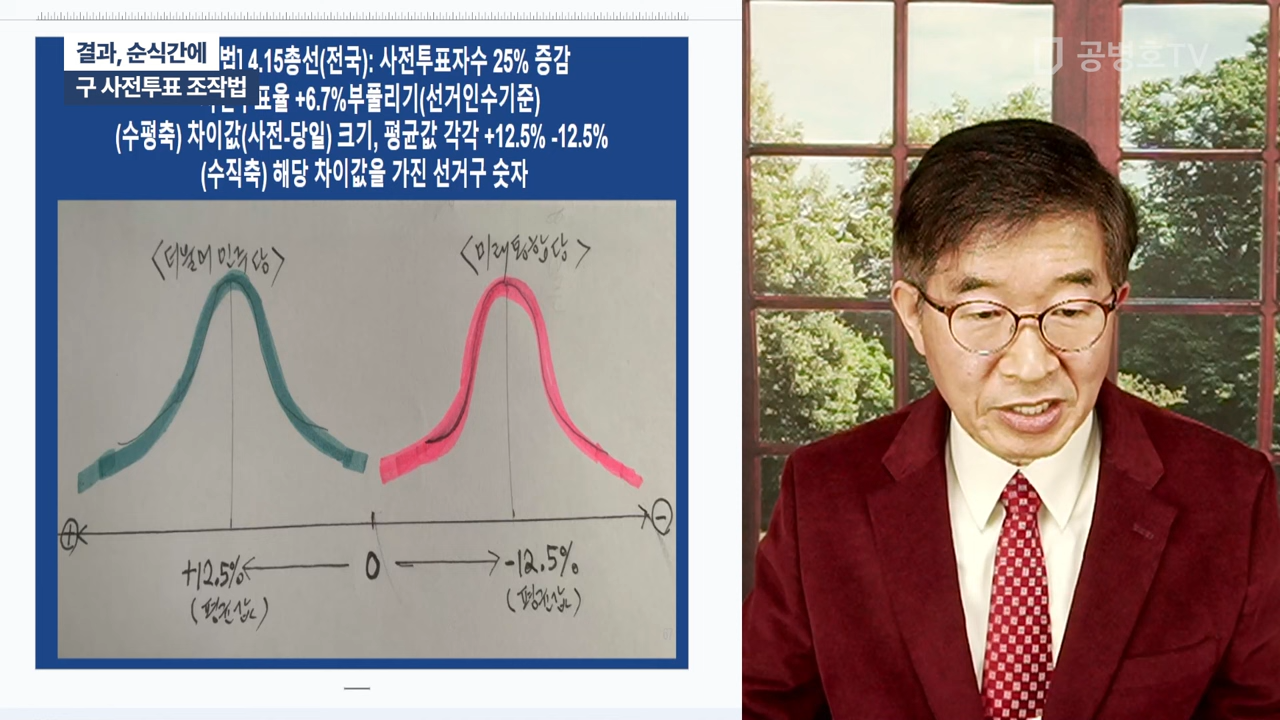 결과, 순식간에
구 사전투표 조작법
법] 4.15총선(전국): 사전투표자수 25% 증감
표율 +6.7%부풀리기(선거인수기준)
(수평축) 차이값(사전-당일) 크기, 평균값 각각 +12.5% -12.5%
(수직축) 해당 차이값을 가진 선거구 숫자
<더불어 민주당>
<미래통합당>
+
-
+12.5%
0
-12.5%
(평균값)
(평균값)
공병호TV